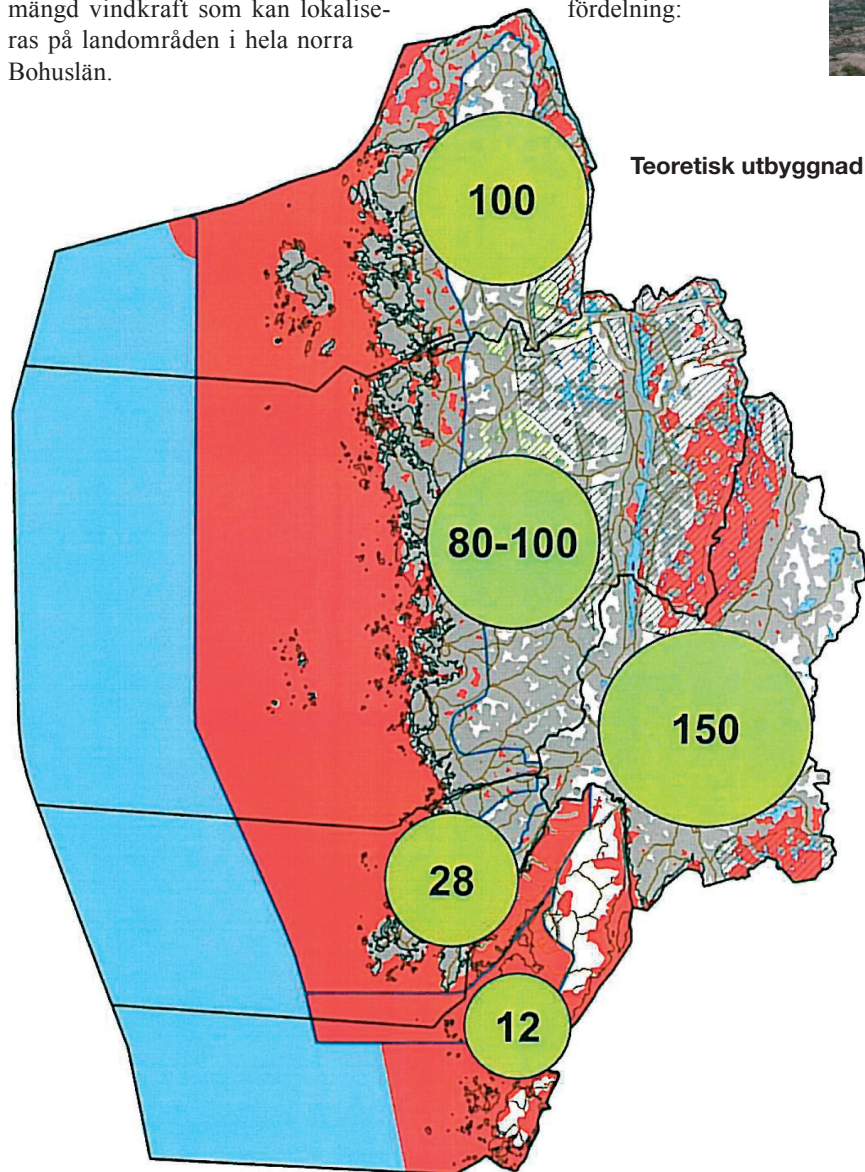 mängd vindkraft som kan lokalise-
ras på landområden i hela norra
Bohuslän.
fördelning:
Teoretisk utbyggnad
100
80-100
150
28
12